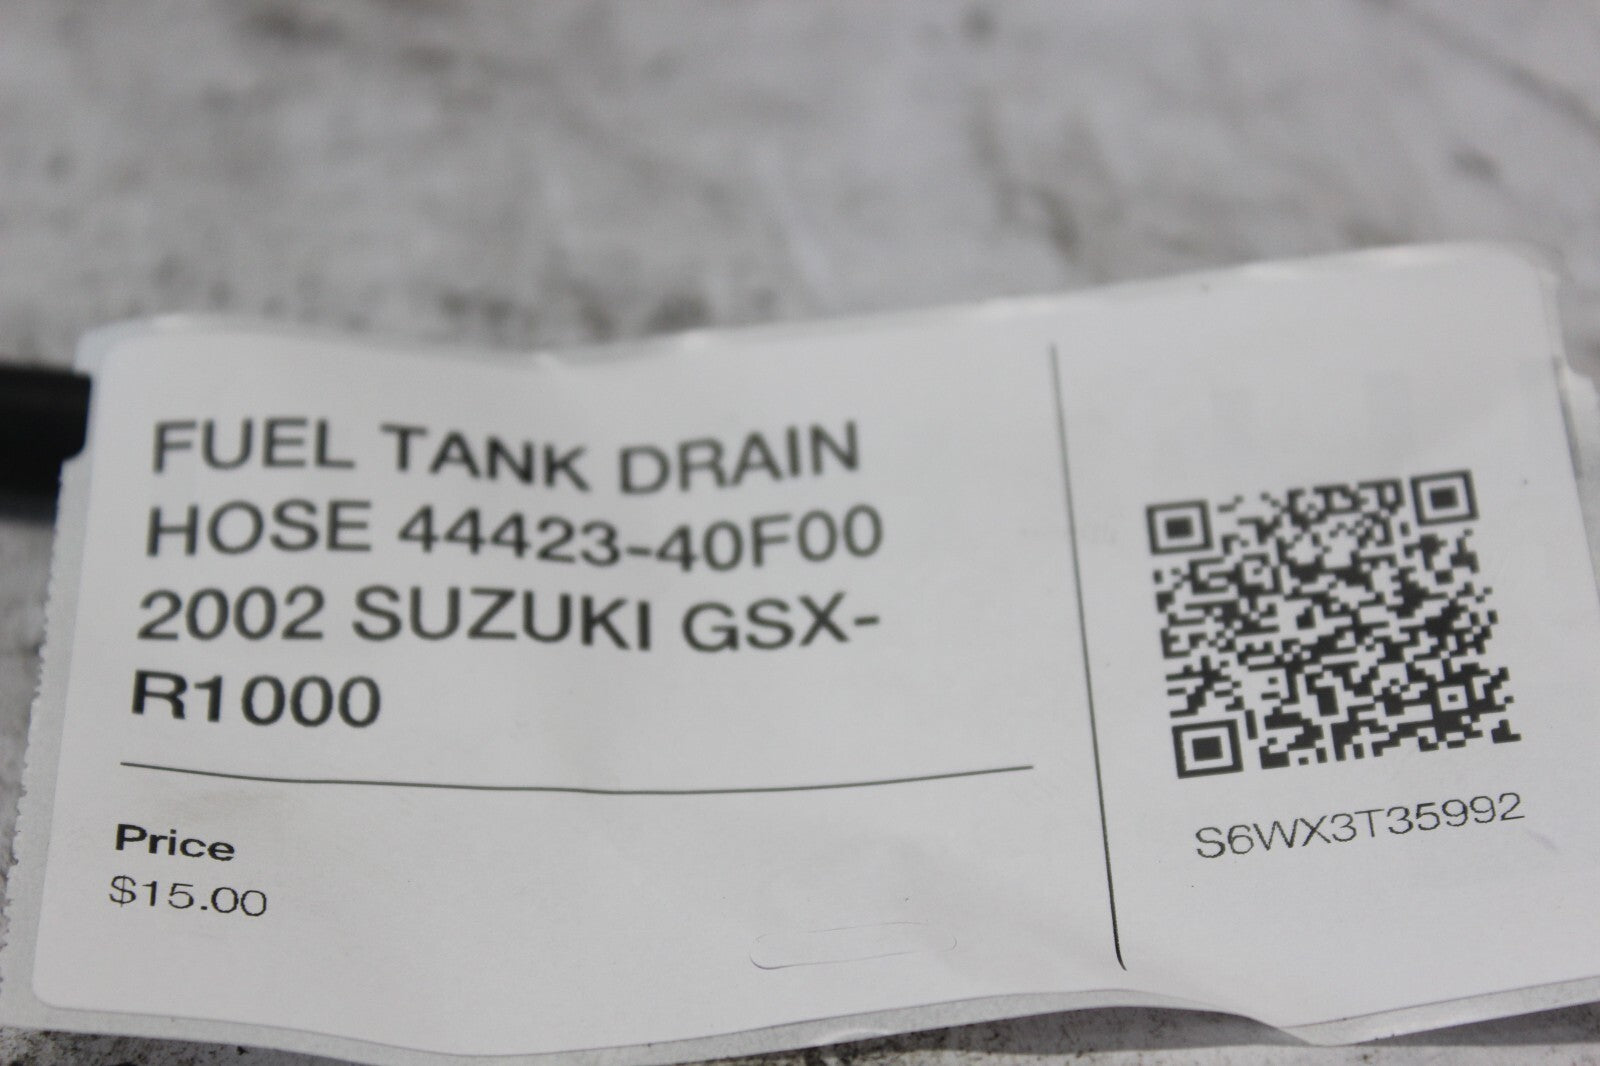 FUEL TANK DRAIN
HOSE 44423-40F00
2002 SUZUKI GSX-
R1000
Price
$15.00
S6WX3T35992